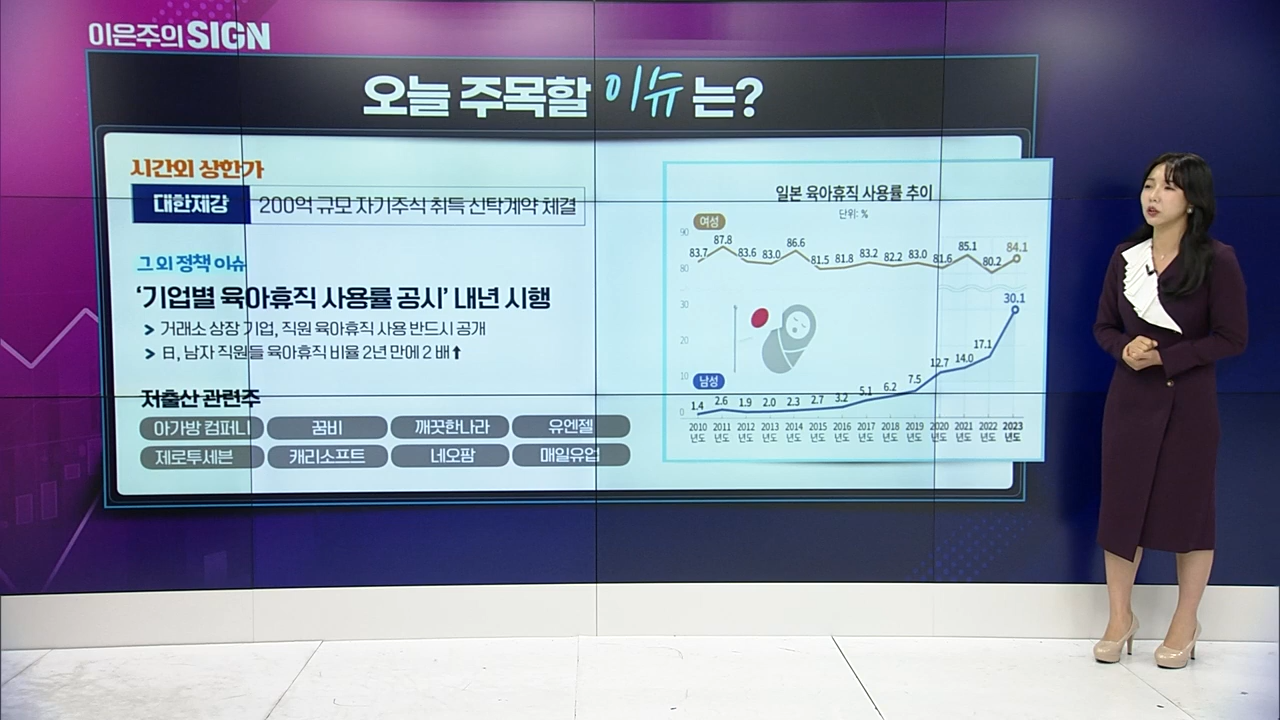 이은주의 SIGN
오늘 주목할 이슈는?
시간외 상한가
대한제강 200억 규모 자기주식 취득 신탁계약 체결
그 외 정책 이슈
‘기업별 육아휴직 사용률 공시’ 내년 시행
> 거래소 상장 기업, 직원 육아휴직 사용 반드시 공개
> 日, 남자 직원들 육아휴직 비율 2년 만에 2배⬆
저출산 관련주
아가방 컴퍼니 꿈비 깨끗한나라 유엔젤
제로투세븐 캐리소프트 네오팜 매일유업
일본 육아휴직 사용률 추이
단위: %
여성
90
83.7 87.8 83.6 83.0 86.6 81.5 81.8 83.2 82.2 83.0 81.6 85.1 80.2 84.1
80
30
20
10
0
남성
1.4 2.6 1.9 2.0 2.3 2.7 3.2 5.1 6.2 7.5 12.7 14.0 17.1 30.1
2010 2011 2012 2013 2014 2015 2016 2017 2018 2019 2020 2021 2022 2023
년도 년도 년도 년도 년도 년도 년도 년도 년도 년도 년도 년도 년도 년도